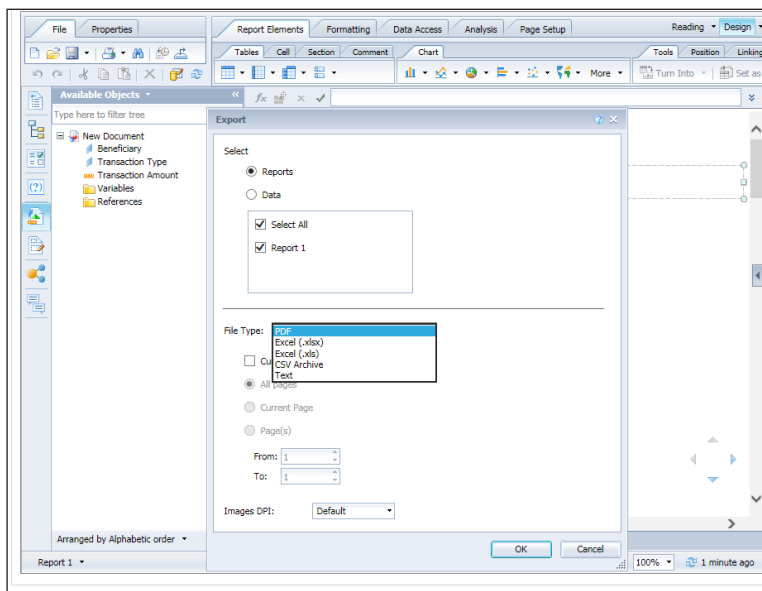 File Properties Report Elements Formatting Data Access Analysis Page Setup Reading Design
Tables Cell Section Comment Chart Tools Position Linking
More Turn Into Set as
Available Objects
Type here to filter tree
New Document
Beneficiary
Transaction Type
Transaction Amount
Variables
References
Export
Select
Reports
Data
Select All
Report 1
File Type: PDF
Excel (.xlsx)
Excel (.xls)
CSV Archive
Text
Cu
All pages
Current Page
Page(s)
From: 1
To: 1
Images DPI: Default
OK Cancel
Arranged by Alphabetic order
Report 1 100% 1 minute ago